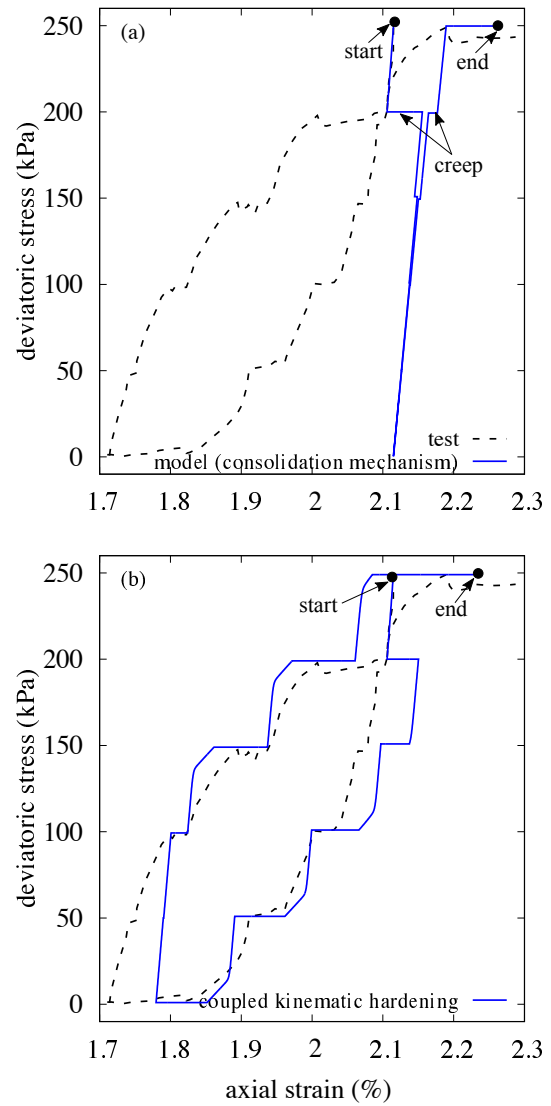 (a)
250
200
150
100
50
0
deviatoric stress (kPa)
start
end
creep
test
model (consolidation mechanism)
1.7 1.8 1.9 2 2.1 2.2 2.3
(b)
250
200
150
100
50
0
deviatoric stress (kPa)
start
end
coupled kinematic hardening
1.7 1.8 1.9 2 2.1 2.2 2.3
axial strain (%)